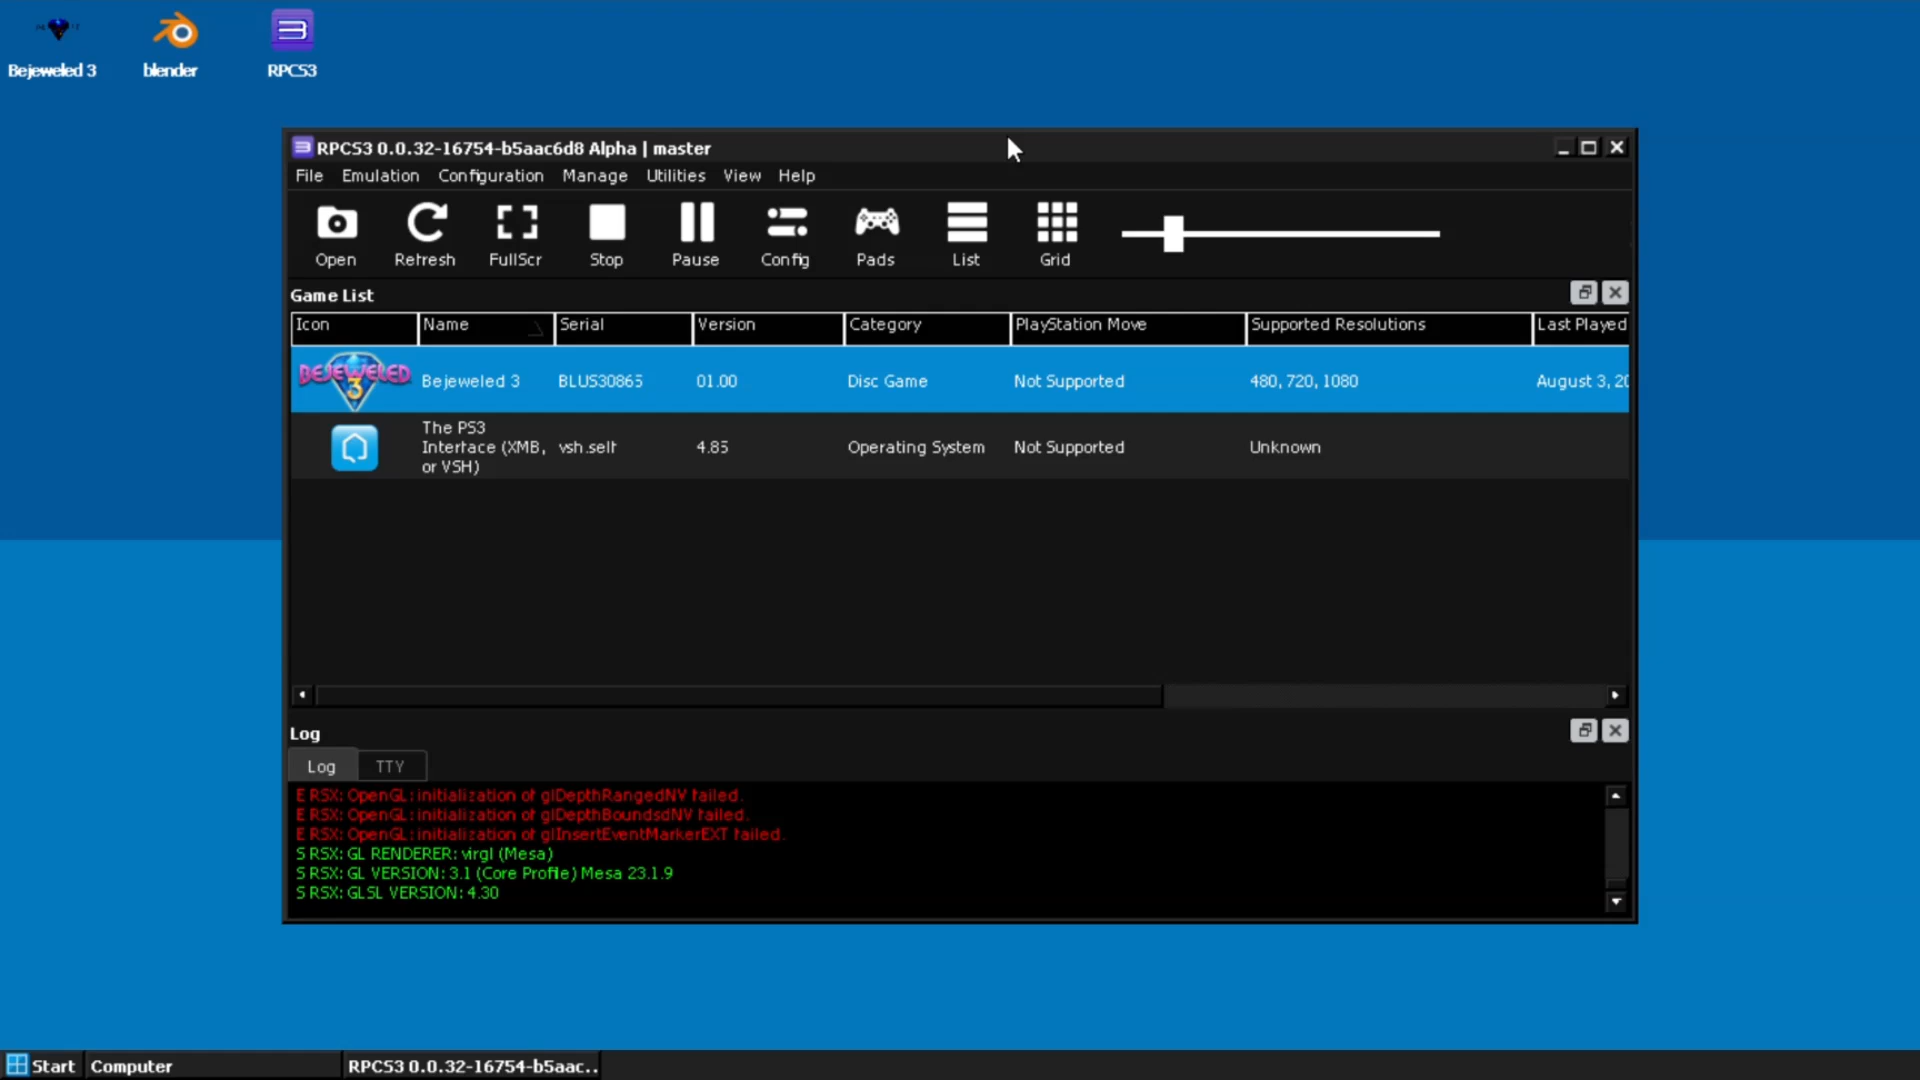 Bejeweled 3
blender
RPCS3
RPCS3 0.0.32-16754-b5aac6d8 Alpha | master
File Emulation Configuration Manage Utilities View Help
Open Refresh FullScr Stop Pause Config Pads List Grid
Game List
Icon Name Serial Version Category PlayStation Move Supported Resolutions Last Played
BEJEWELED 3 Bejeweled 3 BLUS30865 01.00 Disc Game Not Supported 480, 720, 1080 August 3, 20
The PS3
Interface (XMB, vsh.self 4.85 Operating System Not Supported Unknown
or VSH)
Log
Log TTY
E RSX: OpenGL: initialization of glDepthRangedNV failed.
E RSX: OpenGL: initialization of glDepthBoundsdNV failed.
E RSX: OpenGL: initialization of glInsertEventMarkerEXT failed.
S RSX: GL RENDERER: virgl (Mesa)
S RSX: GL VERSION: 3.1 (Core Profile) Mesa 23.1.9
S RSX: GLSL VERSION: 4.30
Start Computer RPCS3 0.0.32-16754-b5aac..